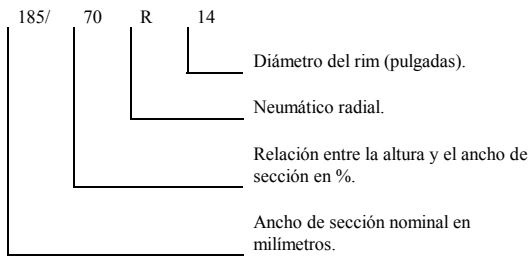 185/ 70 R 14
Diámetro del rim (pulgadas).
Neumático radial.
Relación entre la altura y el ancho de
sección en %.
Ancho de sección nominal en
milímetros.